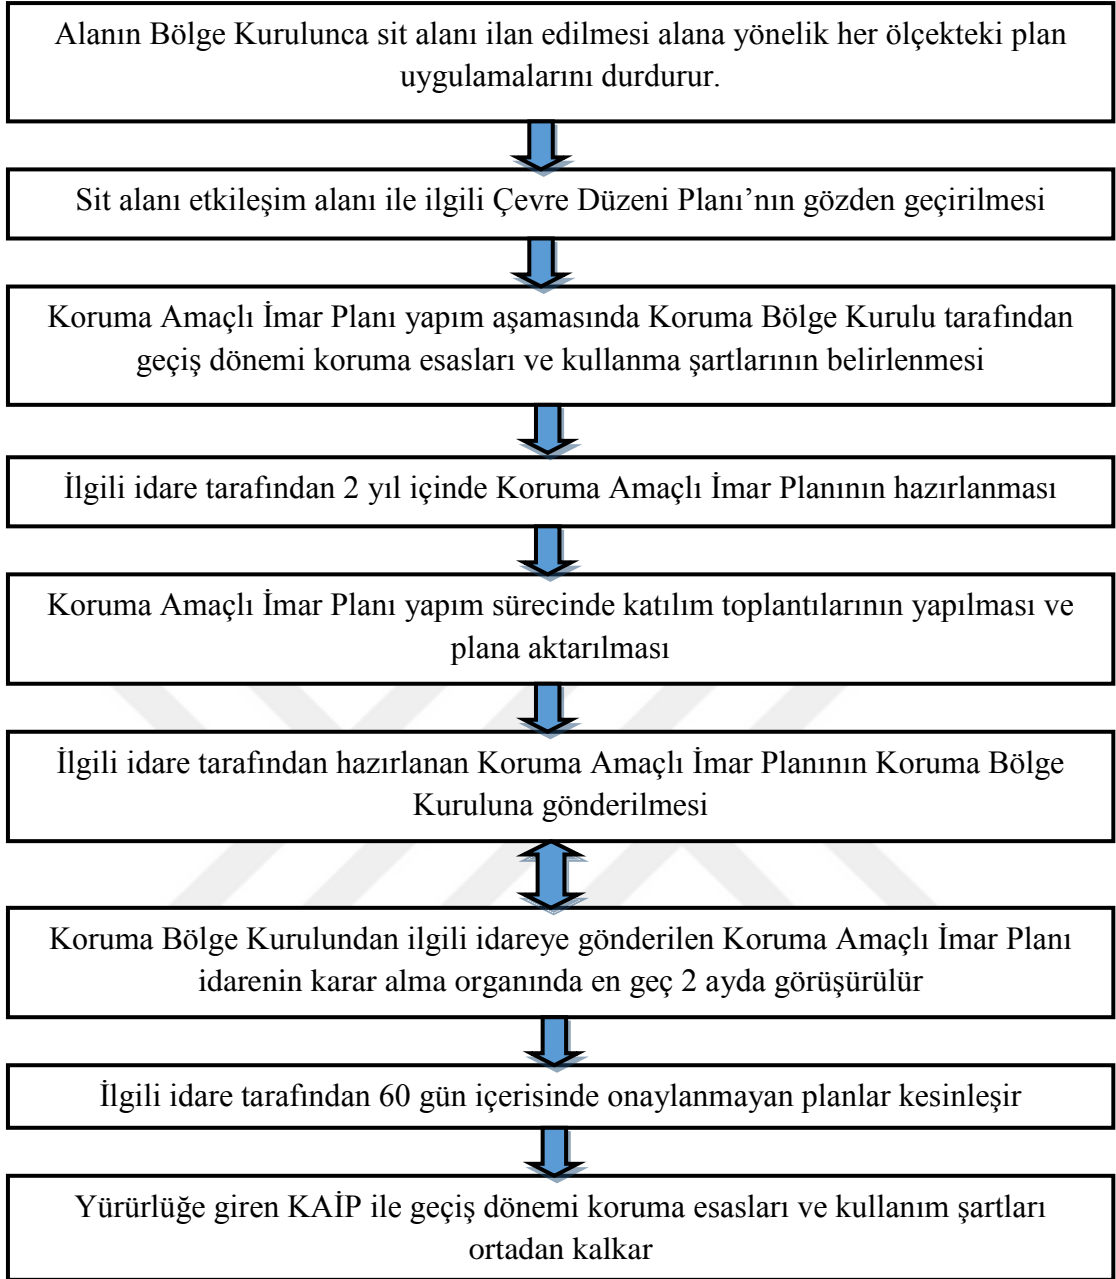 Alanın Bölge Kurulunca sit alanı ilan edilmesi alana yönelik her ölçekteki plan
uygulamalarını durdurur.
Sit alanı etkileşim alanı ile ilgili Çevre Düzeni Planı’nın gözden geçirilmesi
Koruma Amaçlı İmar Planı yapım aşamasında Koruma Bölge Kurulu tarafından
geçiş dönemi koruma esasları ve kullanma şartlarının belirlenmesi
İlgili idare tarafından 2 yıl içinde Koruma Amaçlı İmar Planının hazırlanması
Koruma Amaçlı İmar Planı yapım sürecinde katılım toplantılarının yapılması ve
plana aktarılması
İlgili idare tarafından hazırlanan Koruma Amaçlı İmar Planının Koruma Bölge
Kuruluna gönderilmesi
Koruma Bölge Kurulundan ilgili idareye gönderilen Koruma Amaçlı İmar Planı
idarenin karar alma organında en geç 2 ayda görüşürülür
İlgili idare tarafından 60 gün içerisinde onaylanmayan planlar kesinleşir
Yürürlüğe giren KAİP ile geçiş dönemi koruma esasları ve kullanım şartları
ortadan kalkar